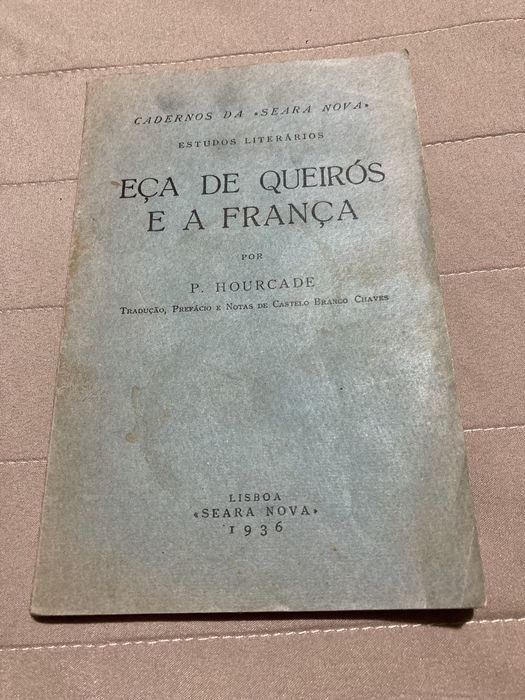 CADERNOS DA «SEARA NOVA»
ESTUDOS LITERÁRIOS
EÇA DE QUEIRÓS
E A FRANÇA
POR
P. HOURCADE
TRADUÇÃO, PREFÁCIO E NOTAS DE CASTELO BRANCO CHAVES
LISBOA
«SEARA NOVA»
1936